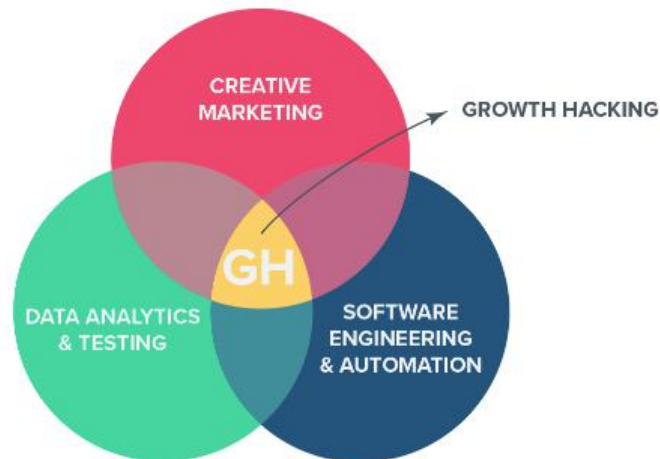 CREATIVE
MARKETING
GROWTH HACKING
GH
DATA ANALYTICS
& TESTING
SOFTWARE
ENGINEERING
& AUTOMATION